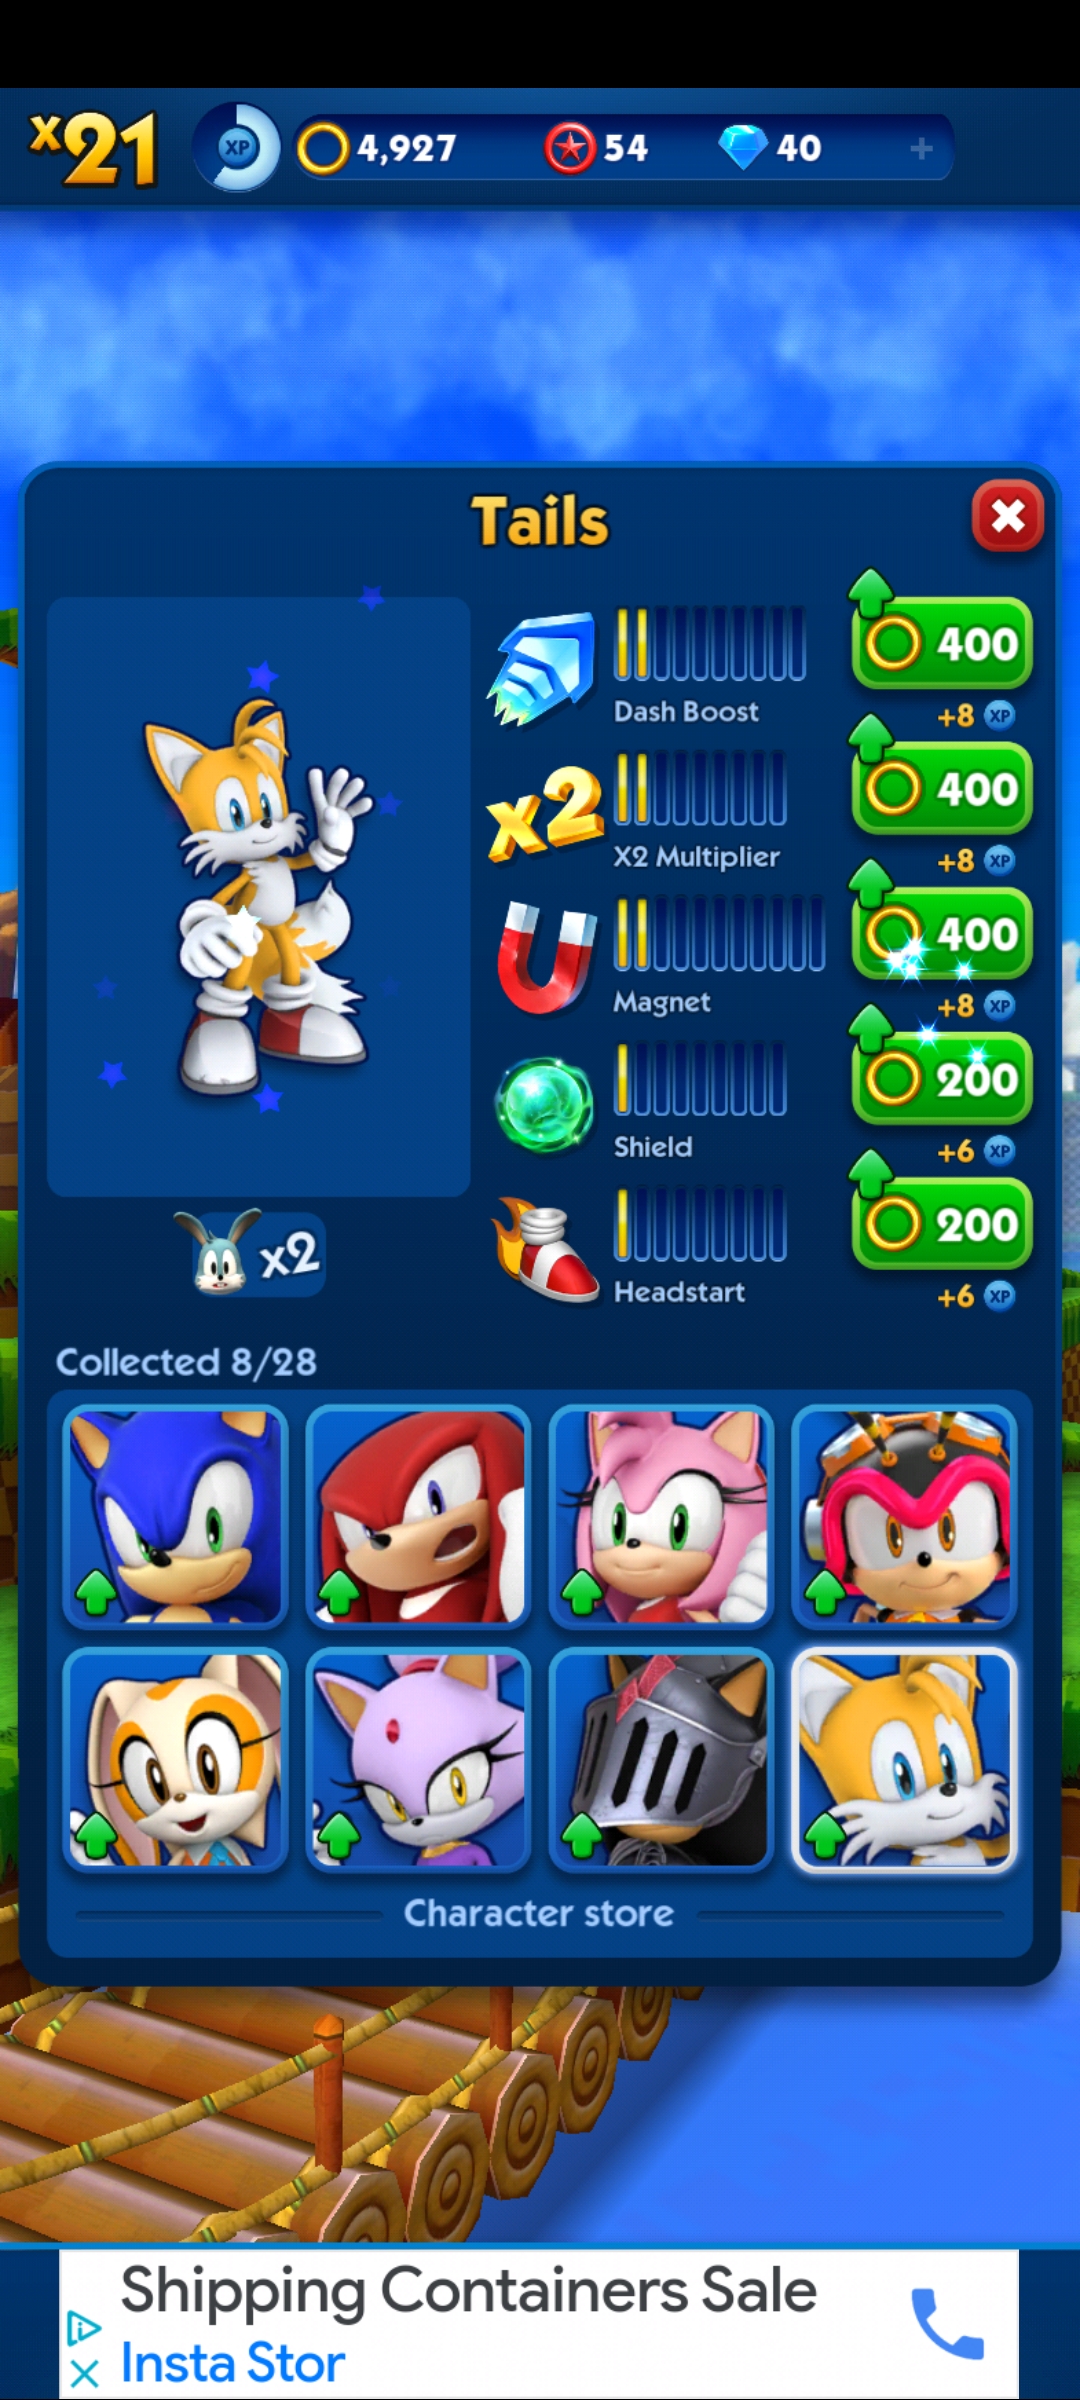 x21
XP
4,927
54
40
+
Tails
400
Dash Boost
+8 XP
x2
400
X2 Multiplier
+8 XP
400
Magnet
+8 XP
200
Shield
+6 XP
x2
200
Headstart
+6 XP
Collected 8/28
Character store
Shipping Containers Sale
Insta Stor